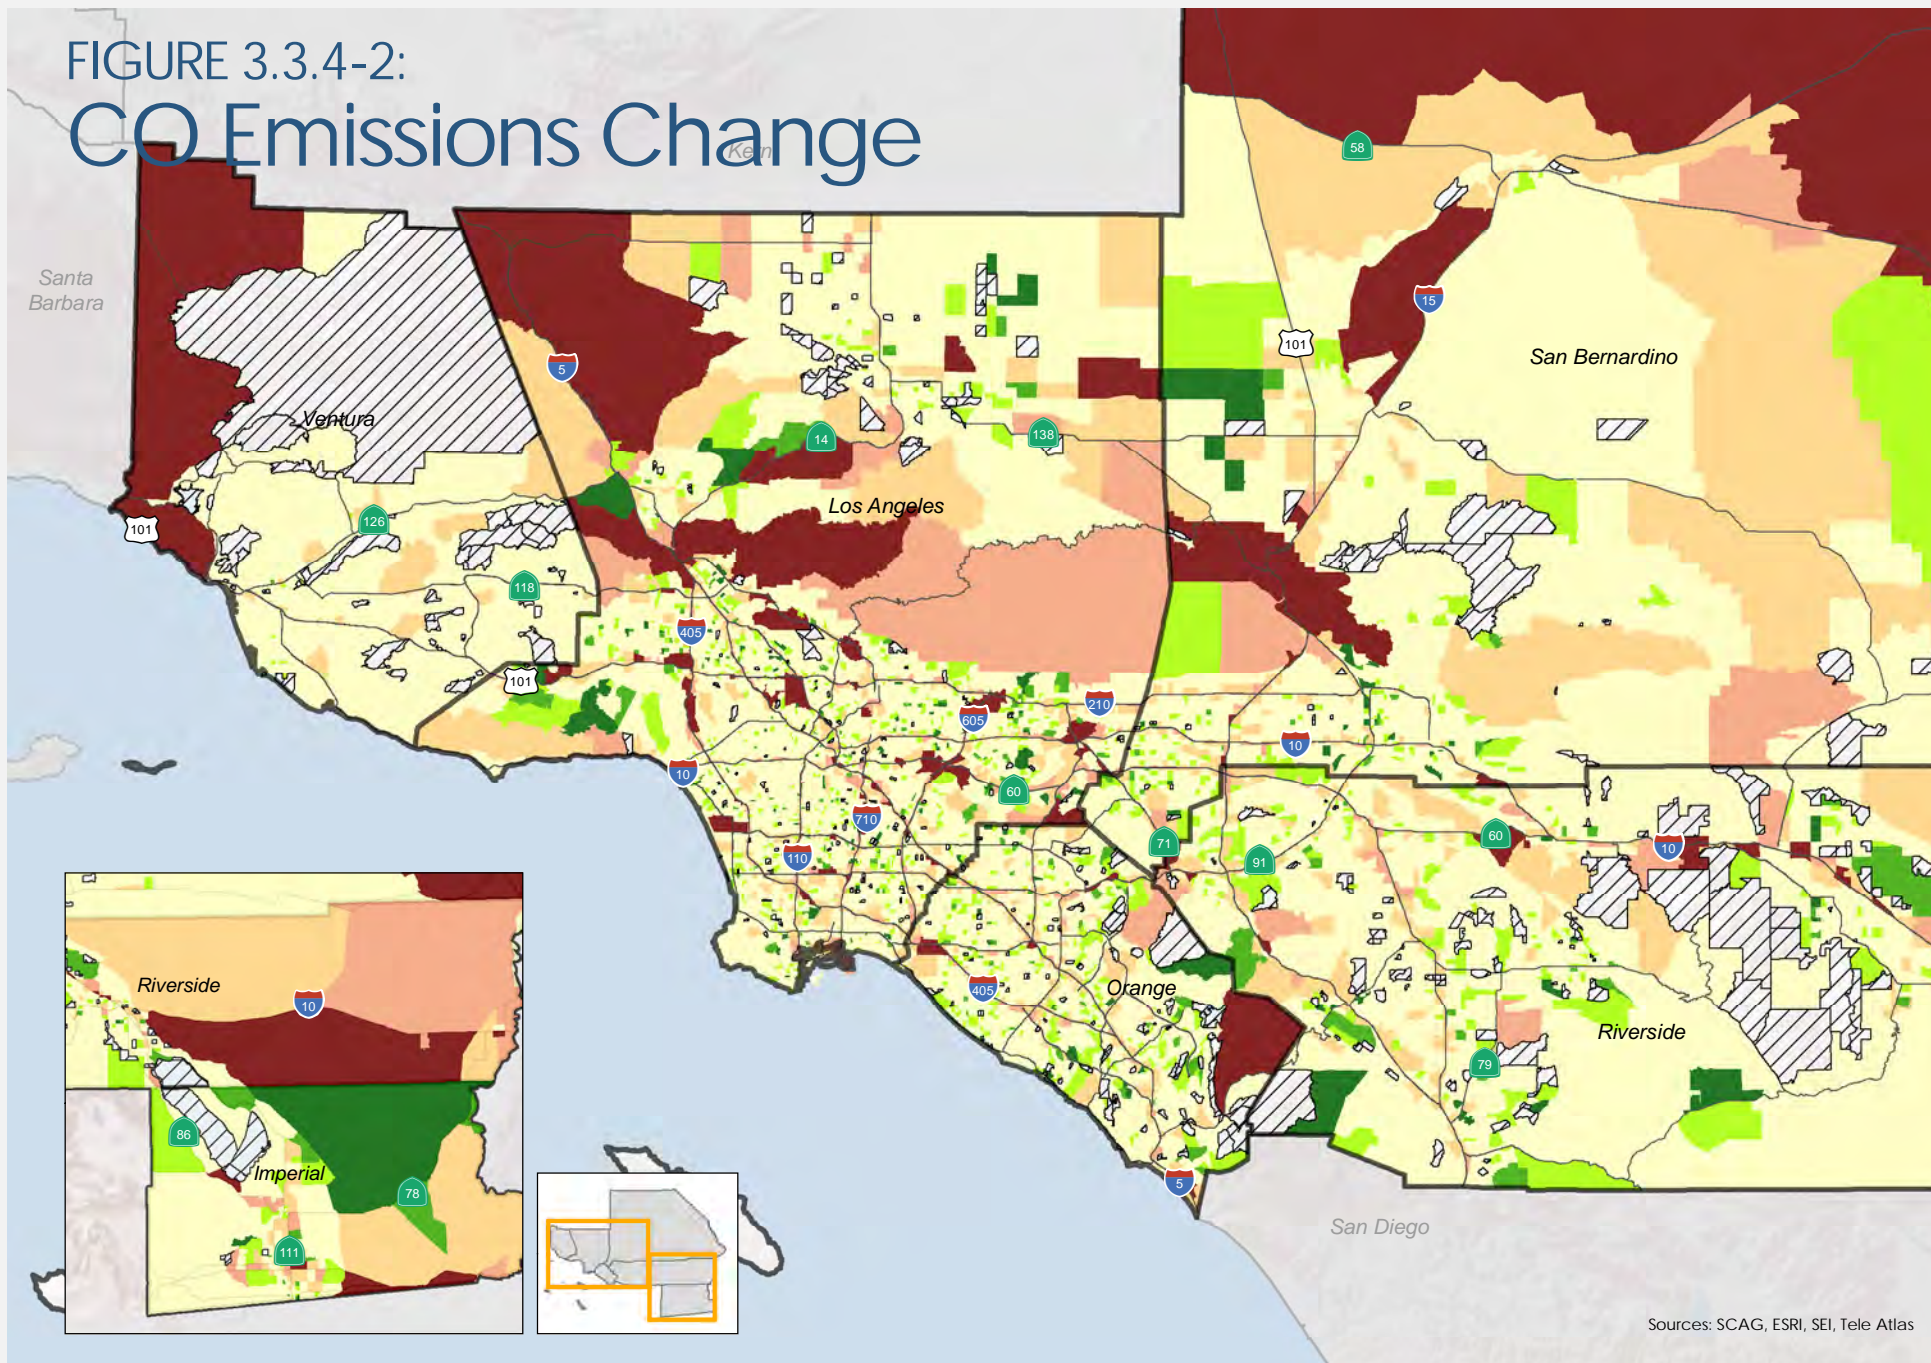 FIGURE 3.3.4-2:
CO Emissions Change
Kern
58
Santa
Barbara
15
101
San Bernardino
5
Ventura
14
138
Los Angeles
101
126
118
405
101
605
210
10
10
60
710
110
71
91
60
10
405
Orange
Riverside
79
Riverside
10
86
Imperial
78
111
5
San Diego
Sources: SCAG, ESRI, SEI, Tele Atlas